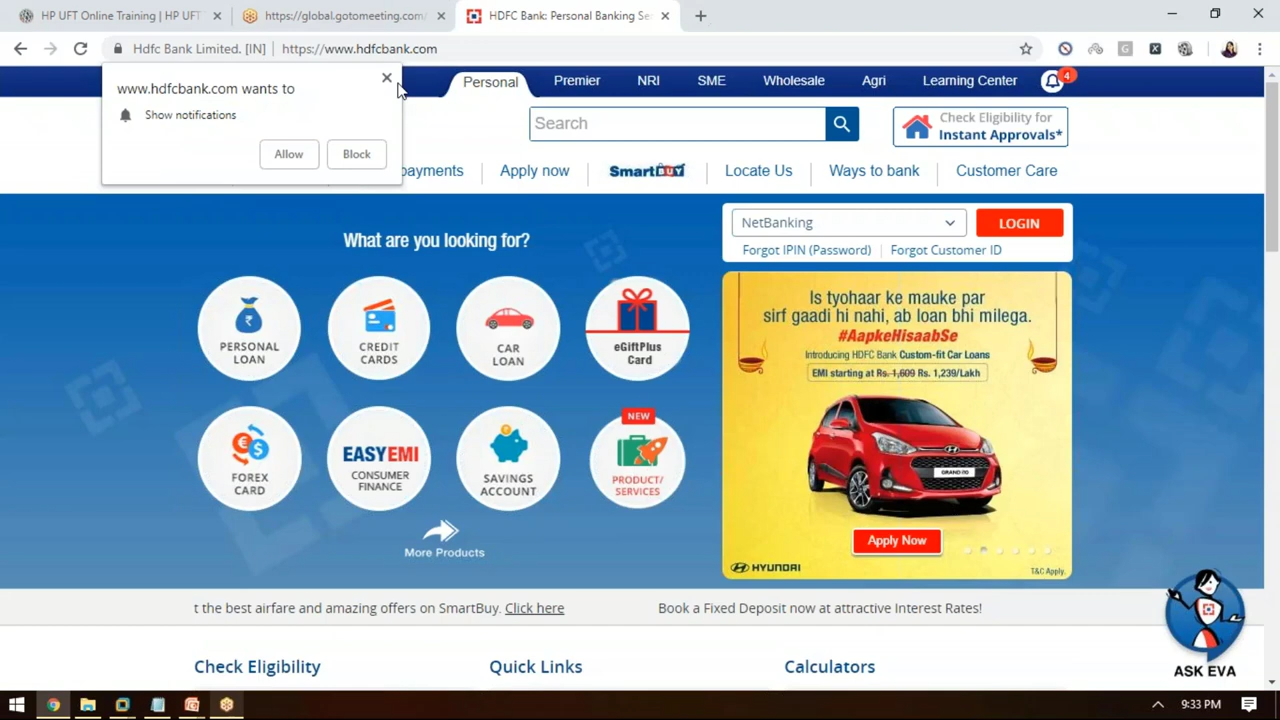 HP UFT Online Training | HP UFT
https://global.gotomeeting.com/
HDFC Bank: Personal Banking Se
Hdfc Bank Limited. [IN]
https://www.hdfcbank.com
www.hdfcbank.com wants to
Show notifications
Allow
Block
Personal
Premier
NRI
SME
Wholesale
Agri
Learning Center
4
Search
Check Eligibility for
Instant Approvals*
payments
Apply now
SmartBUY
Locate Us
Ways to bank
Customer Care
What are you looking for?
NetBanking
LOGIN
Forgot IPIN (Password)
Forgot Customer ID
PERSONAL
LOAN
CREDIT
CARDS
CAR
LOAN
eGiftPlus
Card
FOREX
CARD
EASYEMI
CONSUMER
FINANCE
SAVINGS
ACCOUNT
NEW
PRODUCT/
SERVICES
More Products
Is tyohaar ke mauke par
sirf gaadi hi nahi, ab loan bhi milega.
#AapkeHisaabSe
Introducing HDFC Bank Custom-fit Car Loans
EMI starting at Rs. 1,609 Rs. 1,239/Lakh
GRAND i10
Apply Now
HYUNDAI
T&C Apply.
t the best airfare and amazing offers on SmartBuy. Click here
Book a Fixed Deposit now at attractive Interest Rates!
ASK EVA
Check Eligibility
Quick Links
Calculators
9:33 PM